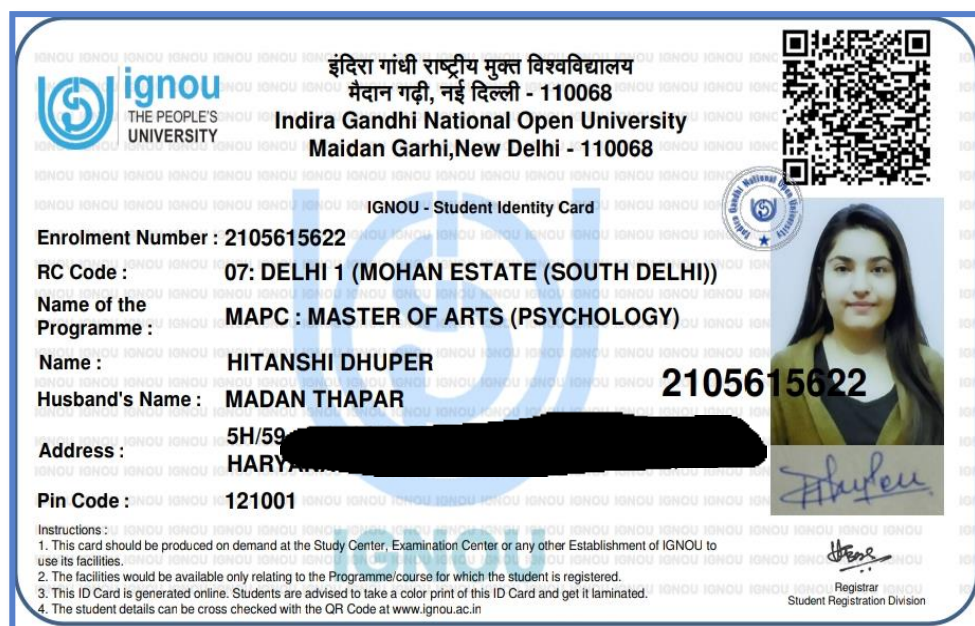 ignou
THE PEOPLE'S
UNIVERSITY
इंदिरा गांधी राष्ट्रीय मुक्त विश्वविद्यालय
मैदान गढ़ी, नई दिल्ली - 110068
Indira Gandhi National Open University
Maidan Garhi,New Delhi - 110068
IGNOU - Student Identity Card
Indira Gandhi National Open University
Enrolment Number : 2105615622
RC Code : 07: DELHI 1 (MOHAN ESTATE (SOUTH DELHI))
Name of the
Programme : MAPC : MASTER OF ARTS (PSYCHOLOGY)
Name : HITANSHI DHUPER
2105615622
Husband's Name : MADAN THAPAR
Address : 5H/59
HARYANA
Pin Code : 121001
IGNOU
Instructions :
1. This card should be produced on demand at the Study Center, Examination Center or any other Establishment of IGNOU to
use its facilities.
2. The facilities would be available only relating to the Programme/course for which the student is registered.
3. This ID Card is generated online. Students are advised to take a color print of this ID Card and get it laminated.
4. The student details can be cross checked with the QR Code at www.ignou.ac.in
Registrar
Student Registration Division